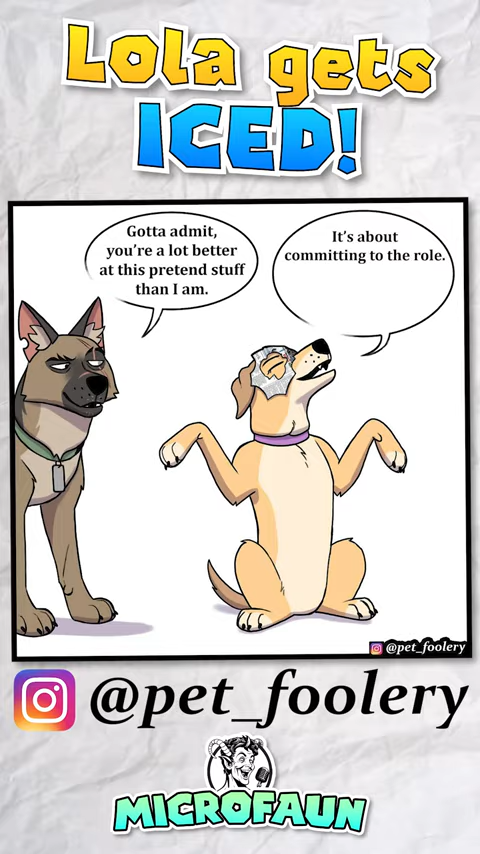 Lola gets
ICED!
Gotta admit,
you're a lot better
at this pretend stuff
than I am.
It's about
committing to the role.
@pet_foolery
@pet_foolery
MICROFAUN